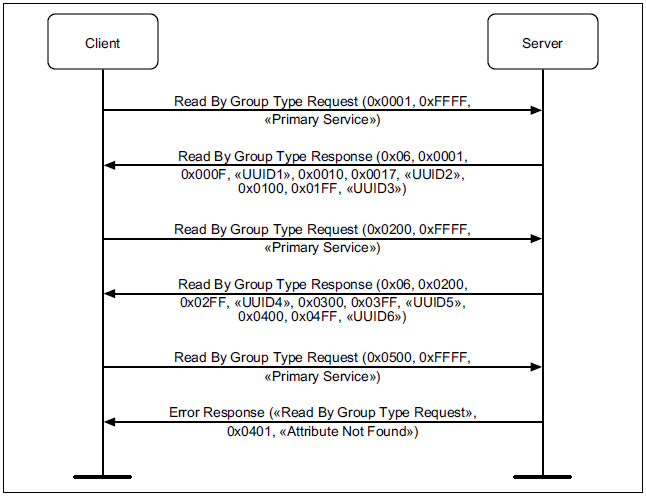 Client
Server
Read By Group Type Request (0x0001, 0xFFFF,
«Primary Service»)
Read By Group Type Response (0x06, 0x0001,
0x000F, «UUID1», 0x0010, 0x0017, «UUID2»,
0x0100, 0x01FF, «UUID3»)
Read By Group Type Request (0x0200, 0xFFFF,
«Primary Service»)
Read By Group Type Response (0x06, 0x0200,
0x02FF, «UUID4», 0x0300, 0x03FF, «UUID5»,
0x0400, 0x04FF, «UUID6»)
Read By Group Type Request (0x0500, 0xFFFF,
«Primary Service»)
Error Response («Read By Group Type Request»,
0x0401, «Attribute Not Found»)